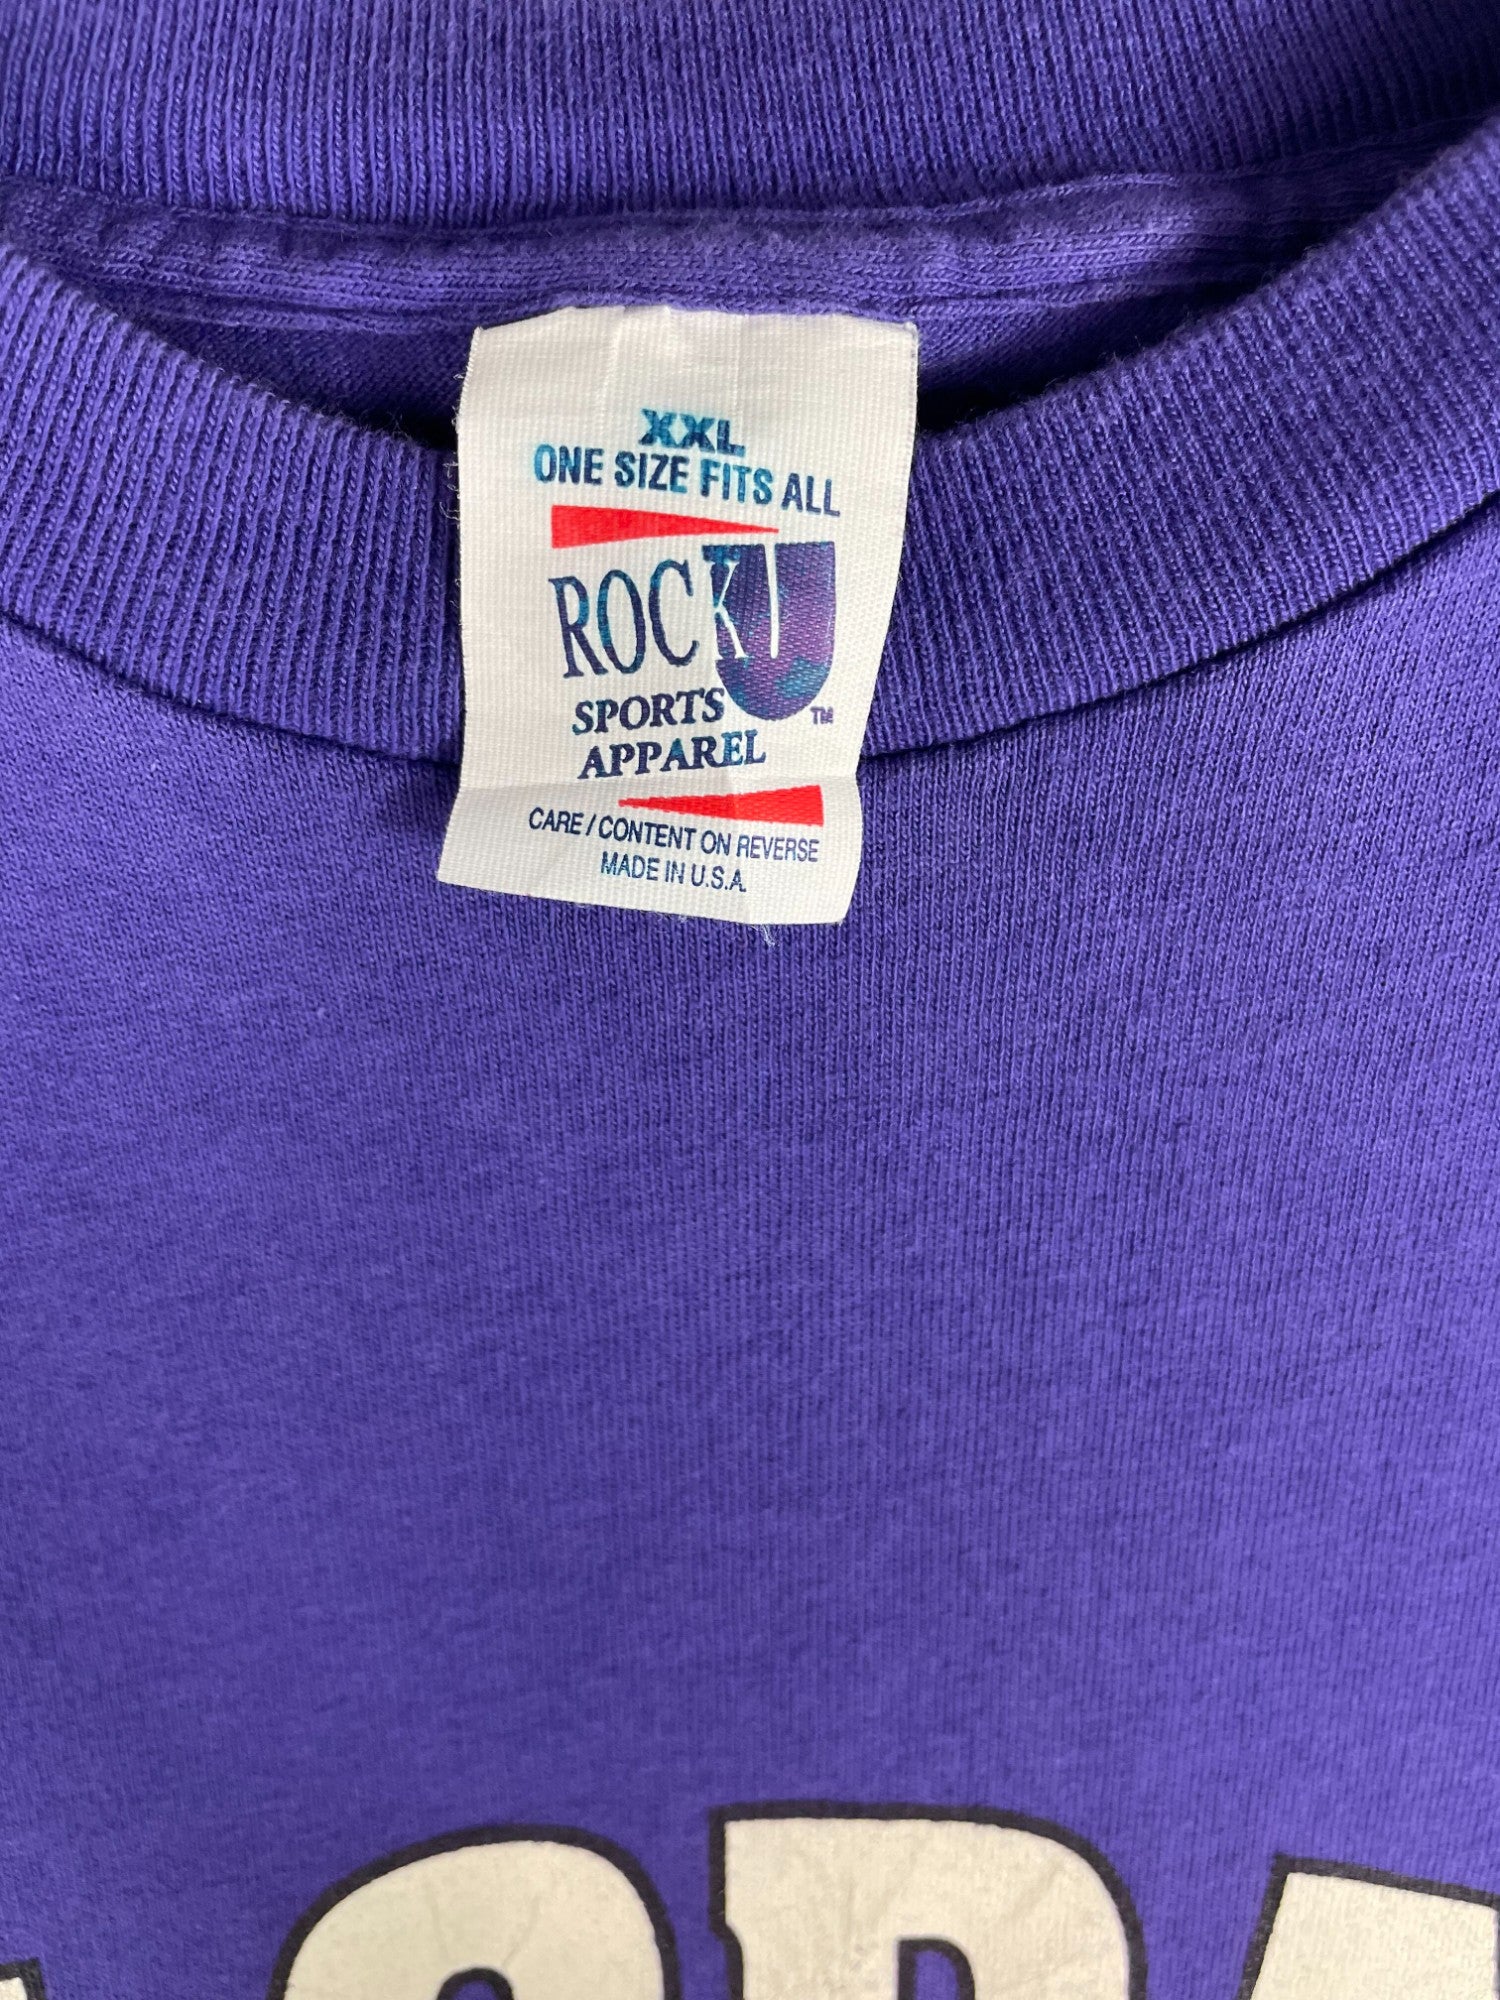 XXL
ONE SIZE FITS ALL
ROCK U
SPORTS TM
APPAREL
CARE / CONTENT ON REVERSE
MADE IN U.S.A.